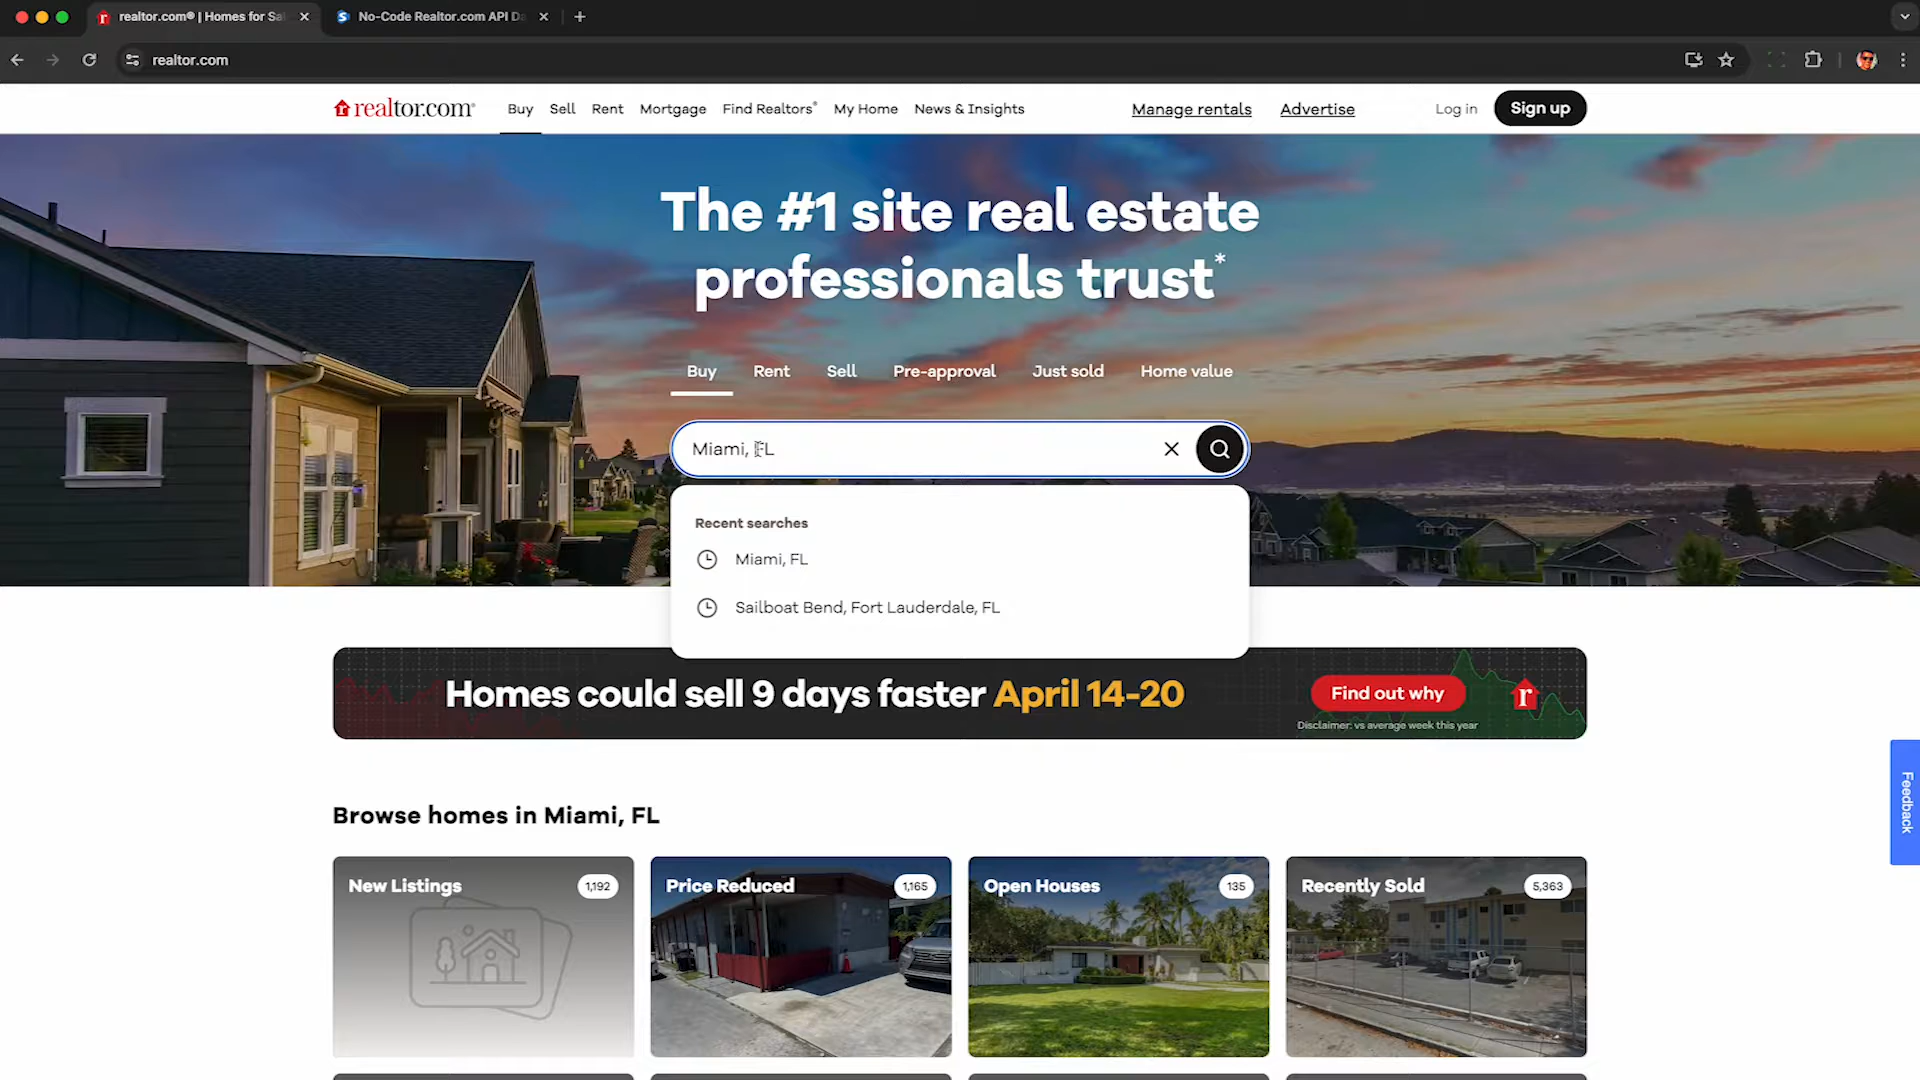 realtor.com® | Homes for Sal
No-Code Realtor.com API Da
realtor.com
realtor.com®
Buy
Sell
Rent
Mortgage
Find Realtors®
My Home
News & Insights
Manage rentals
Advertise
Log in
Sign up
The #1 site real estate
professionals trust*
Buy
Rent
Sell
Pre-approval
Just sold
Home value
Miami, FL
Recent searches
Miami, FL
Sailboat Bend, Fort Lauderdale, FL
Homes could sell 9 days faster April 14-20
Find out why
r
Disclaimer: vs average week this year
Feedback
Browse homes in Miami, FL
New Listings
1,192
Price Reduced
1,165
Open Houses
135
Recently Sold
5,363